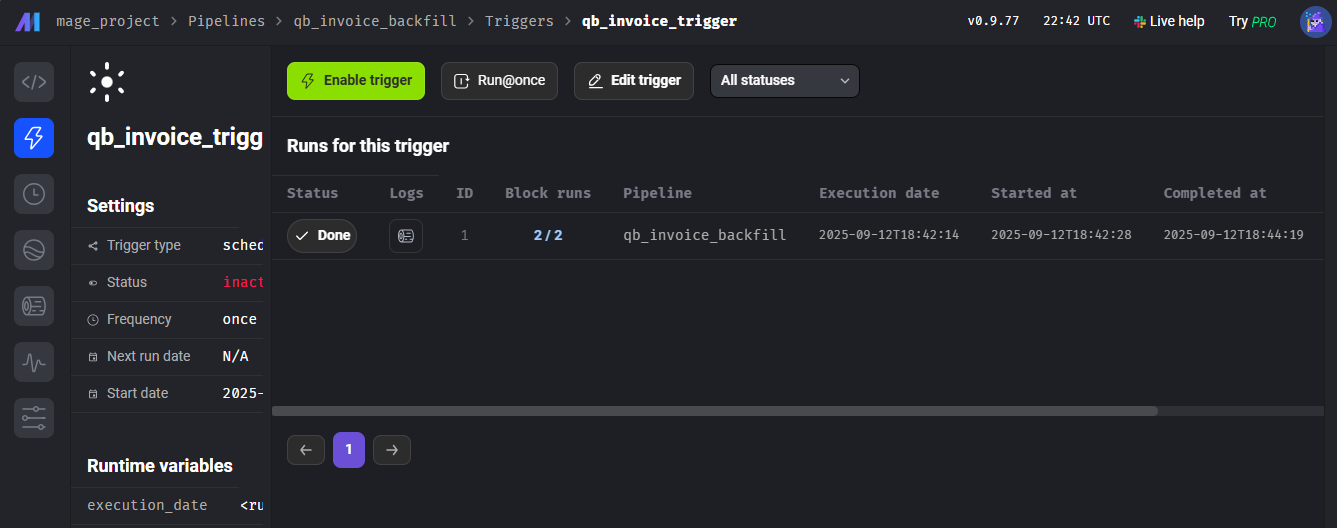 mage_project > Pipelines > qb_invoice_backfill > Triggers > qb_invoice_trigger v0.9.77 22:42 UTC Live help Try PRO
Enable trigger Run@once Edit trigger All statuses
qb_invoice_trigg
Settings
Trigger type sched
Status inact
Frequency once
Next run date N/A
Start date 2025-
Runtime variables
execution_date <ru
Runs for this trigger
Status Logs ID Block runs Pipeline Execution date Started at Completed at
Done 1 2/2 qb_invoice_backfill 2025-09-12T18:42:14 2025-09-12T18:42:28 2025-09-12T18:44:19
1